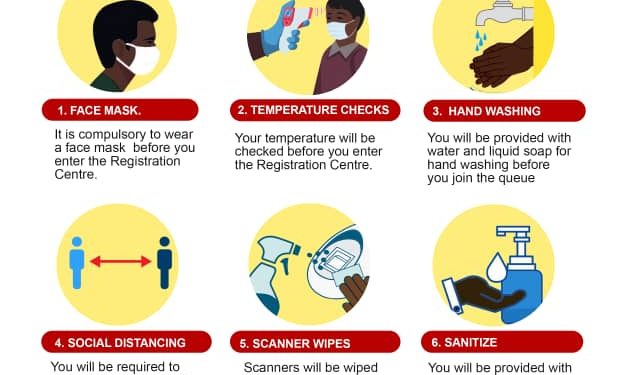 1. FACE MASK.
It is compulsory to wear
a face mask before you
enter the Registration
Centre.
2. TEMPERATURE CHECKS
Your temperature will be
checked before you enter
the Registration Centre.
3. HAND WASHING
You will be provided with
water and liquid soap for
hand washing before
you join the queue
4. SOCIAL DISTANCING
You will be required to
5. SCANNER WIPES
Scanners will be wiped
6. SANITIZE
You will be provided with